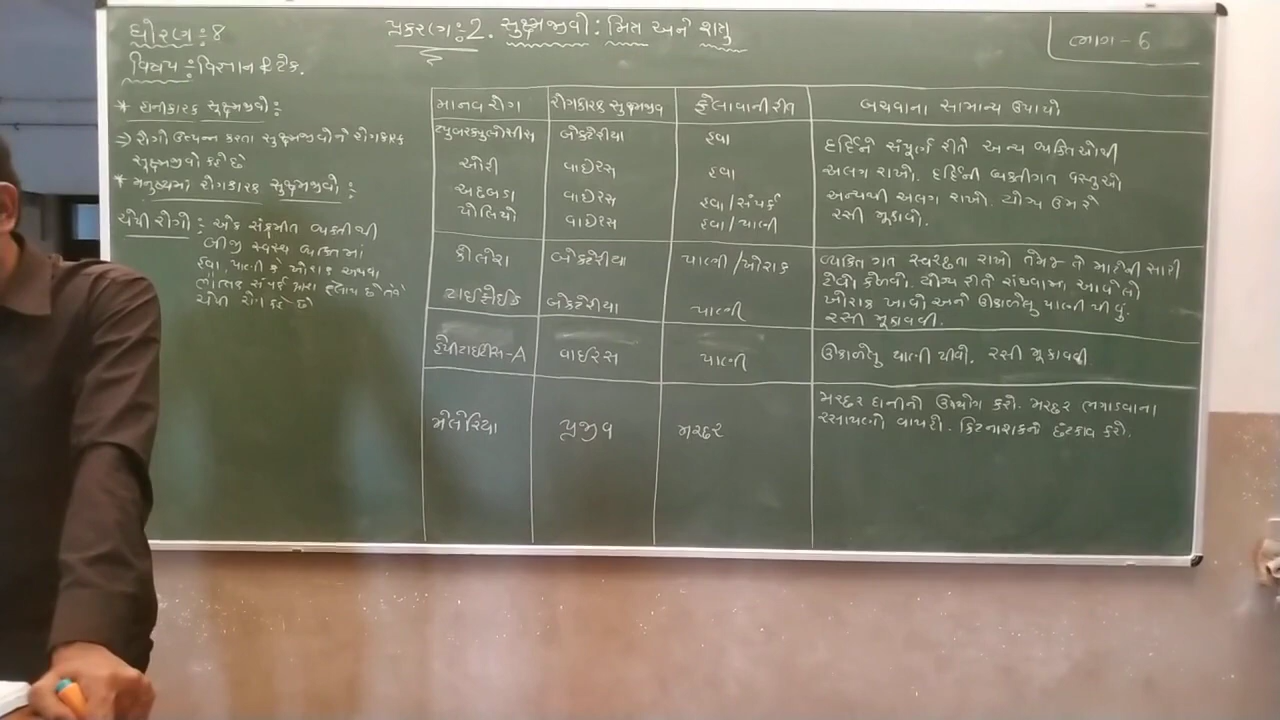 ધોરણ : 8
પ્રકરણ : 2. સુક્ષ્મજીવો : મિત્ર અને શત્રુ
ભાગ - 6
વિષય : વિજ્ઞાન & ટેક.
* હાનીકારક સુક્ષ્મજીવો :
→ રોગો ઉત્પન્ન કરતા સુક્ષ્મજીવોને રોગકારક
સુક્ષ્મજીવો કહે છે
* મનુષ્યમાં રોગકારક સુક્ષ્મજીવો :
ચેપી રોગો : એક સંક્રમીત વ્યક્તીથી
બીજી સ્વસ્થ વ્યક્તિમાં
હવા, પાણી કે ખોરાક અથવા
સંપર્ક દ્વારા ફેલાય છે તેને
ચેપી રોગ કહે છે
માનવ રોગ રોગકારક સુક્ષ્મજીવ ફેલાવાની રીત બચવાના સામાન્ય ઉપાયો
ટ્યુબરક્યુલોસીસ બેક્ટેરીયા હવા
ઓરી વાઇરસ હવા
અછબડા વાઇરસ હવા/સંપર્ક
પોલિયો વાઇરસ હવા/પાણી
દર્દિને સંપૂર્ણ રીતે અન્ય વ્યક્તિઓથી
અલગ રાખો. દર્દિની વ્યક્તીગત વસ્તુઓ
અન્યથી અલગ રાખો. યોગ્ય ઉંમરે
રસી મૂકાવો.
કોલેરા બેક્ટેરીયા પાણી/ખોરાક
ટાઇફોઇડ બેક્ટેરીયા પાણી
વ્યક્તિ ગત સ્વચ્છતા રાખો તેમજ તે માટેની સારી
ટેવો કેળવો. યોગ્ય રીતે રાંધવામાં આવેલો
ખોરાક ખાવો અને ઊકાળેલુ પાણી પીવું.
રસી મૂકાવવી.
હેપીટાઇટીસ-A વાઇરસ પાણી ઊકાળેલુ પાણી પીવો. રસી મૂકાવવી.
મેલેરિયા પ્રજીવ મચ્છર
મચ્છર દાનીનો ઉપયોગ કરો. મચ્છર ભગાડવાના
રસાયણો વાપરો. કિટનાશકનો છંટકાવ કરો.